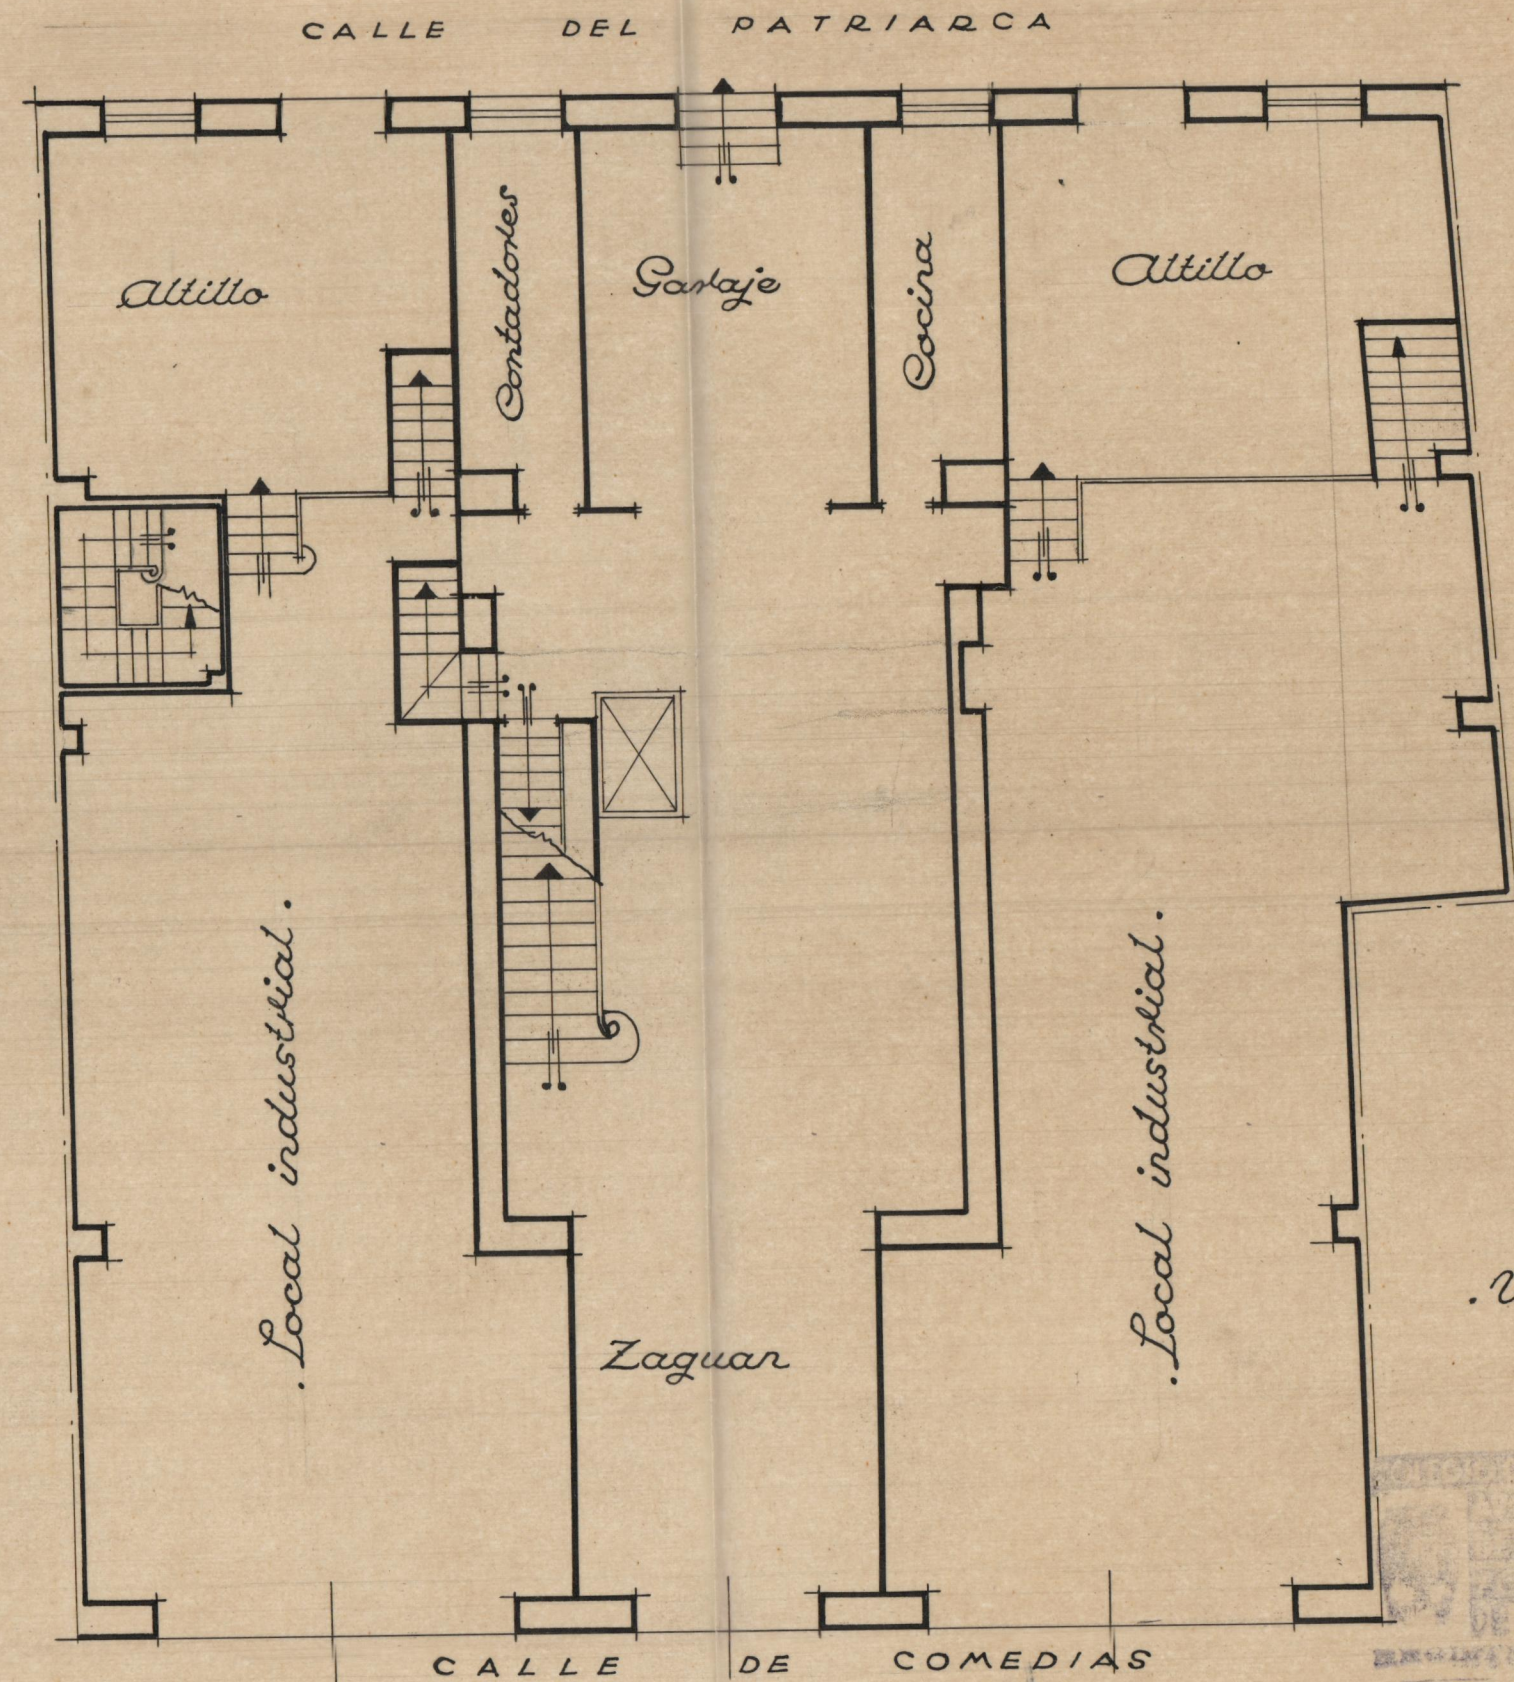 CALLE DEL PATRIARCA
Altillo
Contadores
Garaje
Cocina
Altillo
.Local industrial.
.Local industrial.
Zaguan
CALLE DE COMEDIAS